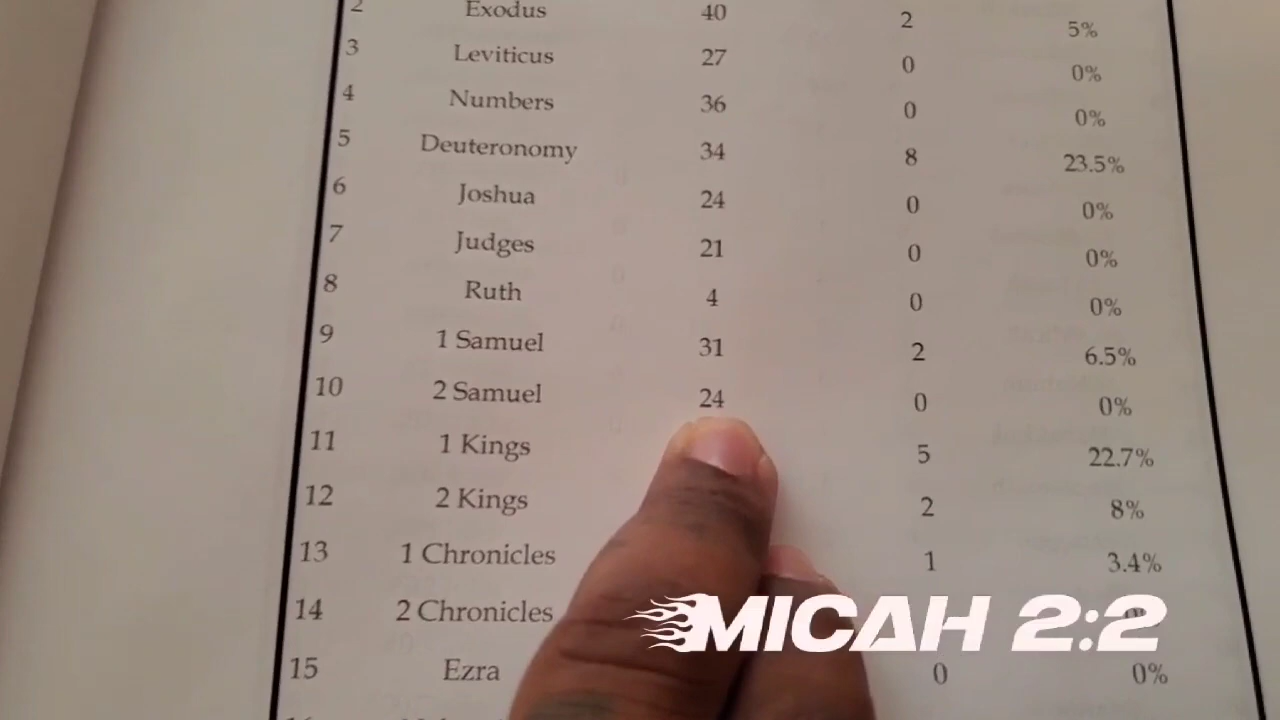 2 Exodus 40 2 5%
3 Leviticus 27 0 0%
4 Numbers 36 0 0%
5 Deuteronomy 34 8 23.5%
6 Joshua 24 0 0%
7 Judges 21 0 0%
8 Ruth 4 0 0%
9 1 Samuel 31 2 6.5%
10 2 Samuel 24 0 0%
11 1 Kings 5 22.7%
12 2 Kings 2 8%
13 1 Chronicles 1 3.4%
14 2 Chronicles
MICAH 2:2
15 Ezra 0 0%